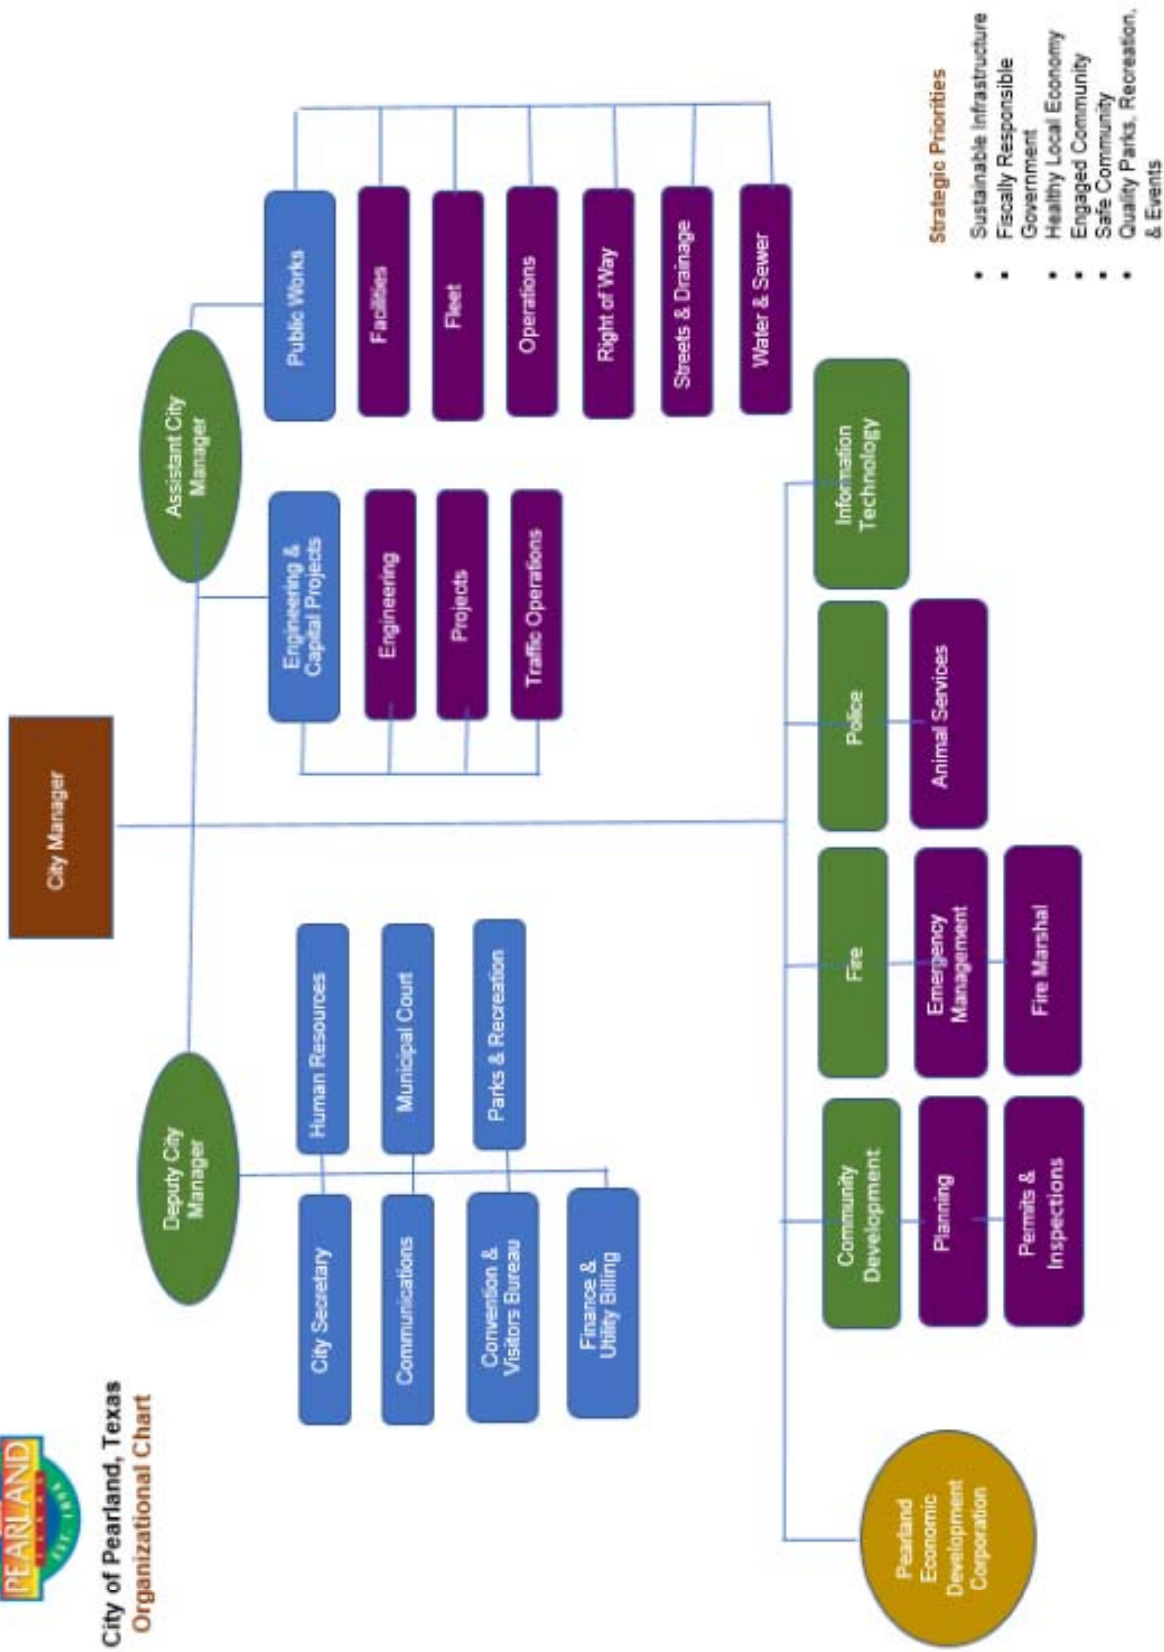 PEARLAND
TEXAS
EST. 1894
City of Pearland, Texas
Organizational Chart
City Manager
Deputy City
Manager
Assistant City
Manager
City Secretary
Human Resources
Communications
Municipal Court
Convention &
Visitors Bureau
Parks & Recreation
Finance &
Utility Billing
Engineering &
Capital Projects
Engineering
Projects
Traffic Operations
Public Works
Facilities
Fleet
Operations
Right of Way
Streets & Drainage
Water & Sewer
Pearland
Economic
Development
Corporation
Community
Development
Planning
Permits &
Inspections
Fire
Emergency
Management
Fire Marshal
Police
Animal Services
Information
Technology
Strategic Priorities
• Sustainable Infrastructure
• Fiscally Responsible
Government
• Healthy Local Economy
• Engaged Community
• Safe Community
• Quality Parks, Recreation,
& Events